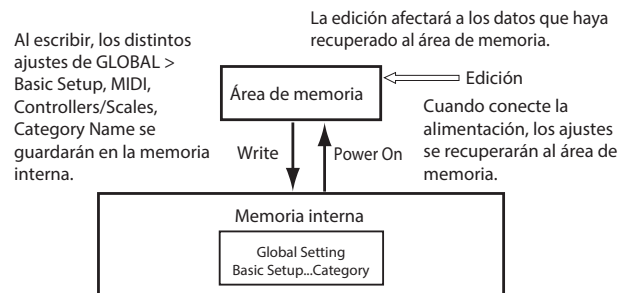 La edición afectará a los datos que haya
recuperado al área de memoria.
Al escribir, los distintos
ajustes de GLOBAL >
Basic Setup, MIDI,
Controllers/Scales,
Category Name se
guardarán en la memoria
interna.
Área de memoria
Edición
Cuando conecte la
alimentación, los ajustes
se recuperarán al área de
memoria.
Write
Power On
Memoria interna
Global Setting
Basic Setup...Category